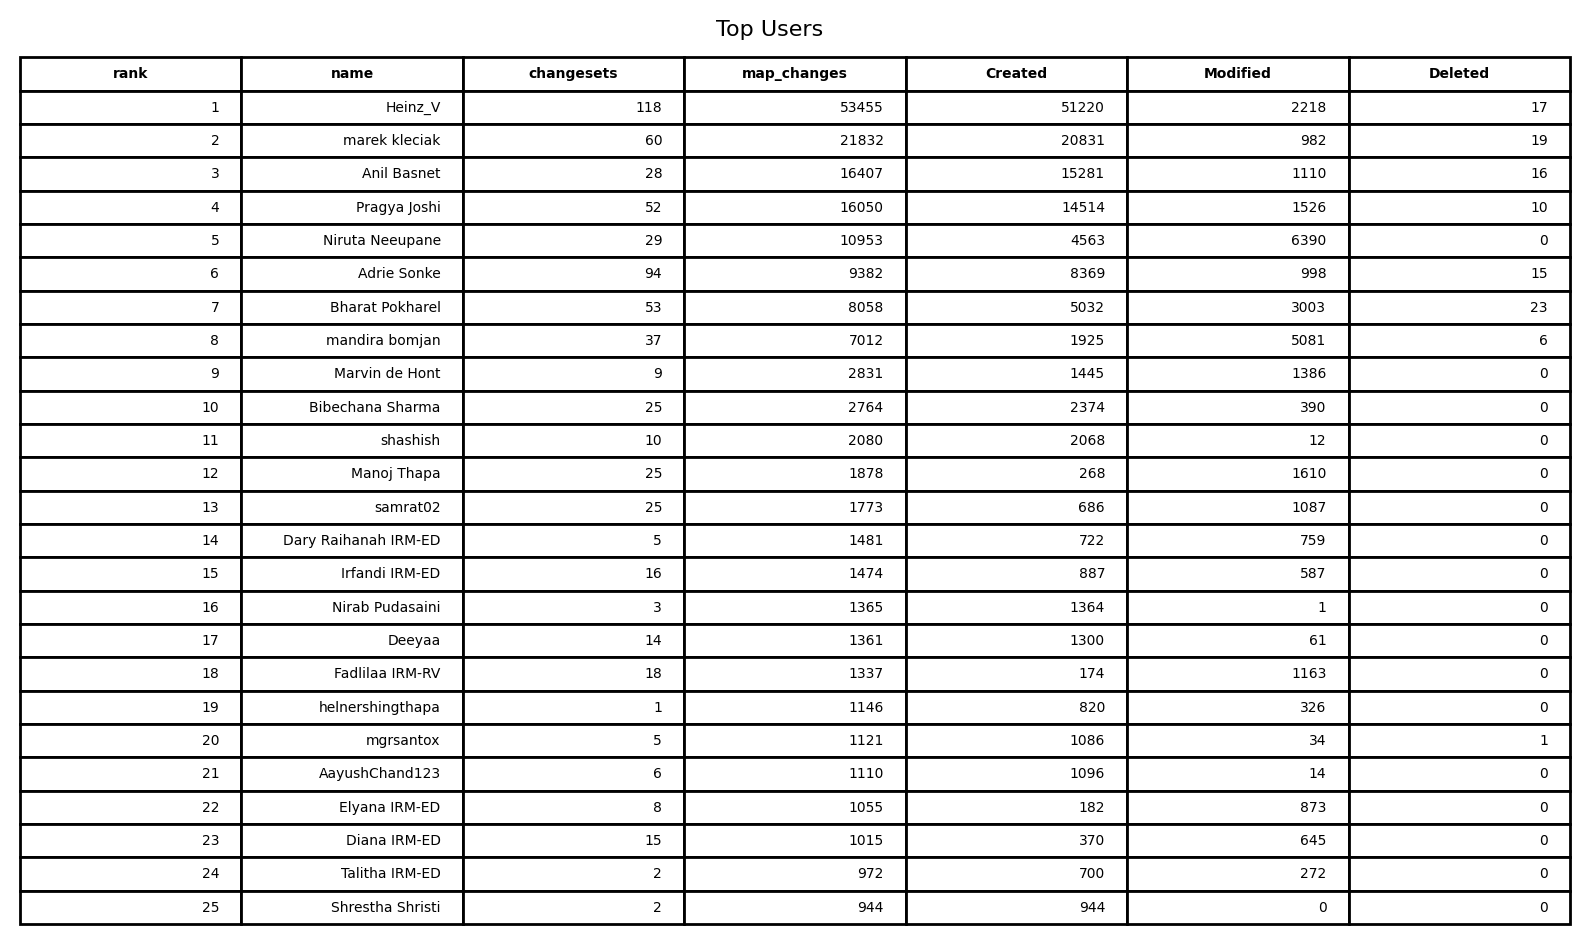 Top Users
rank name changesets map_changes Created Modified Deleted
1 Heinz_V 118 53455 51220 2218 17
2 marek kleciak 60 21832 20831 982 19
3 Anil Basnet 28 16407 15281 1110 16
4 Pragya Joshi 52 16050 14514 1526 10
5 Niruta Neeupane 29 10953 4563 6390 0
6 Adrie Sonke 94 9382 8369 998 15
7 Bharat Pokharel 53 8058 5032 3003 23
8 mandira bomjan 37 7012 1925 5081 6
9 Marvin de Hont 9 2831 1445 1386 0
10 Bibechana Sharma 25 2764 2374 390 0
11 shashish 10 2080 2068 12 0
12 Manoj Thapa 25 1878 268 1610 0
13 samrat02 25 1773 686 1087 0
14 Dary Raihanah IRM-ED 5 1481 722 759 0
15 Irfandi IRM-ED 16 1474 887 587 0
16 Nirab Pudasaini 3 1365 1364 1 0
17 Deeyaa 14 1361 1300 61 0
18 Fadlilaa IRM-RV 18 1337 174 1163 0
19 helnershingthapa 1 1146 820 326 0
20 mgrsantox 5 1121 1086 34 1
21 AayushChand123 6 1110 1096 14 0
22 Elyana IRM-ED 8 1055 182 873 0
23 Diana IRM-ED 15 1015 370 645 0
24 Talitha IRM-ED 2 972 700 272 0
25 Shrestha Shristi 2 944 944 0 0